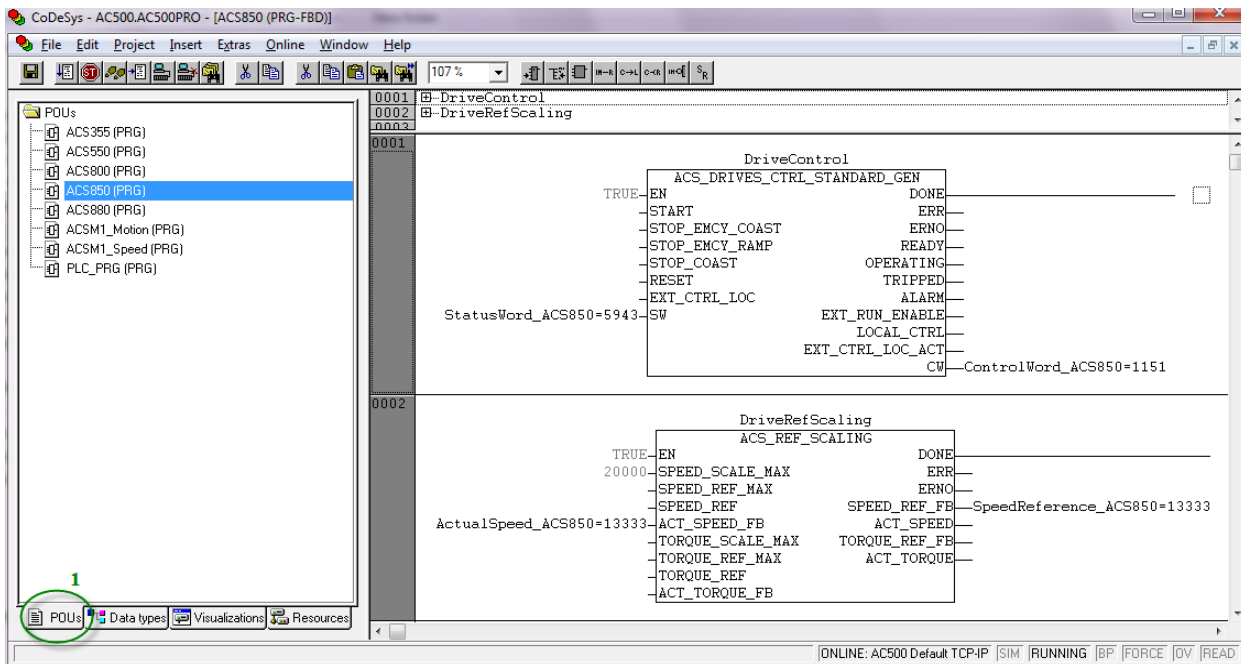 CoDeSys - AC500.AC500PRO - [ACS850 (PRG-FBD)]
File Edit Project Insert Extras Online Window Help
107 %
POUs
ACS355 (PRG)
ACS550 (PRG)
ACS800 (PRG)
ACS850 (PRG)
ACS880 (PRG)
ACSM1_Motion (PRG)
ACSM1_Speed (PRG)
PLC_PRG (PRG)
1
POUs Data types Visualizations Resources
0001 DriveControl
0002 DriveRefScaling
0003
0001
DriveControl
ACS_DRIVES_CTRL_STANDARD_GEN
TRUE EN DONE
START ERR
STOP_EMCY_COAST ERNO
STOP_EMCY_RAMP READY
STOP_COAST OPERATING
RESET TRIPPED
EXT_CTRL_LOC ALARM
StatusWord_ACS850=5943 SW EXT_RUN_ENABLE
LOCAL_CTRL
EXT_CTRL_LOC_ACT
CW ControlWord_ACS850=1151
0002
DriveRefScaling
ACS_REF_SCALING
TRUE EN DONE
20000 SPEED_SCALE_MAX ERR
SPEED_REF_MAX ERNO
SPEED_REF SPEED_REF_FB SpeedReference_ACS850=13333
ActualSpeed_ACS850=13333 ACT_SPEED_FB ACT_SPEED
TORQUE_SCALE_MAX TORQUE_REF_FB
TORQUE_REF_MAX ACT_TORQUE
TORQUE_REF
ACT_TORQUE_FB
ONLINE: AC500 Default TCP-IP SIM RUNNING BP FORCE OV READ